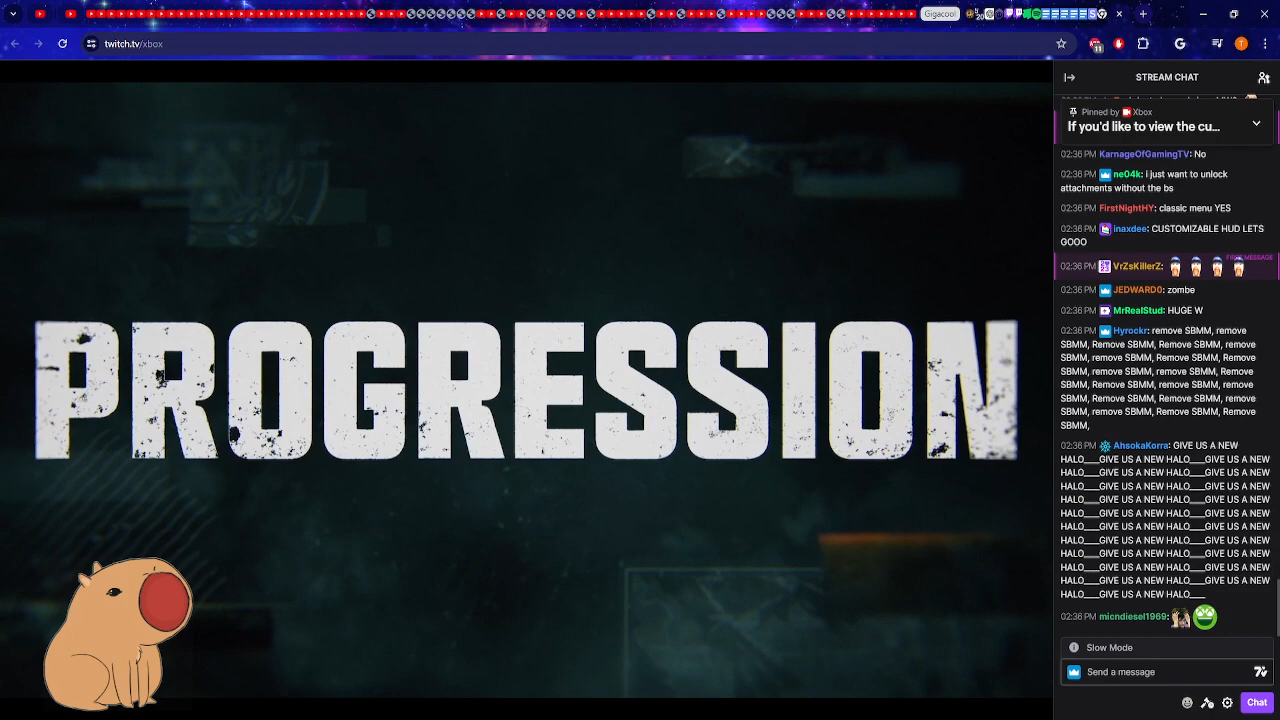 Gigacool
twitch.tv/xbox
11
G
T
STREAM CHAT
Pinned by Xbox
If you'd like to view the cu...
02:36 PM KarnageOfGamingTV: No
02:36 PM ne04k: i just want to unlock
attachments without the bs
02:36 PM FirstNightHY: classic menu YES
02:36 PM inaxdee: CUSTOMIZABLE HUD LETS
GOOO
FIRST MESSAGE
02:36 PM VrZsKillerZ:
02:36 PM JEDWARD0: zombe
02:36 PM MrRealStud: HUGE W
02:36 PM Hyrockr: remove SBMM, remove
SBMM, Remove SBMM, Remove SBMM, remove
SBMM, remove SBMM, Remove SBMM, Remove
SBMM, remove SBMM, remove SBMM, Remove
SBMM, Remove SBMM, remove SBMM, remove
SBMM, Remove SBMM, Remove SBMM, remove
SBMM, remove SBMM, Remove SBMM, Remove
SBMM,
02:36 PM AhsokaKorra: GIVE US A NEW
HALO___GIVE US A NEW HALO___GIVE US A NEW
HALO___GIVE US A NEW HALO___GIVE US A NEW
HALO___GIVE US A NEW HALO___GIVE US A NEW
HALO___GIVE US A NEW HALO___GIVE US A NEW
HALO___GIVE US A NEW HALO___GIVE US A NEW
HALO___GIVE US A NEW HALO___GIVE US A NEW
HALO___GIVE US A NEW HALO___GIVE US A NEW
HALO___GIVE US A NEW HALO___GIVE US A NEW
HALO___GIVE US A NEW HALO___GIVE US A NEW
HALO___GIVE US A NEW HALO___GIVE US A NEW
HALO___GIVE US A NEW HALO___
02:36 PM micndiesel1969:
Slow Mode
Send a message
Chat
PROGRESSION